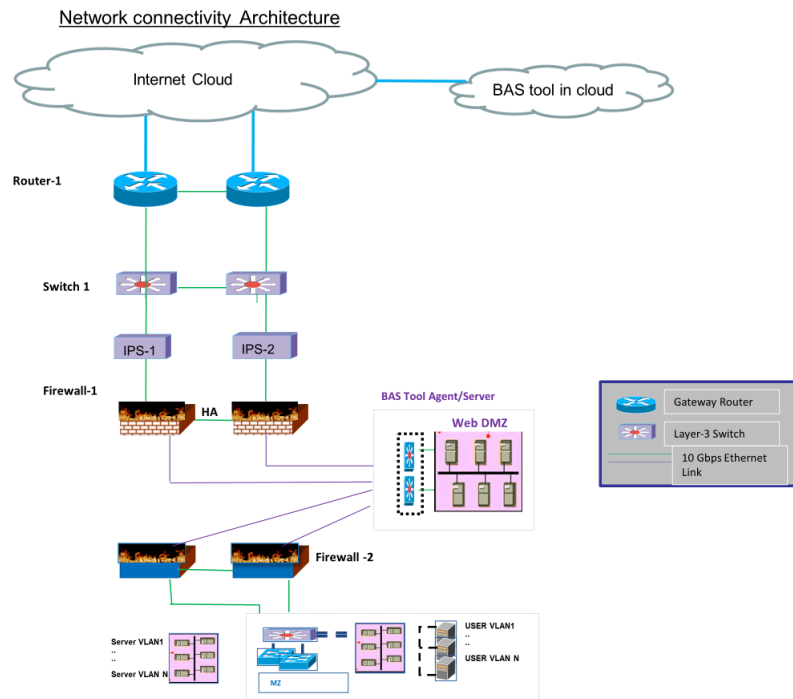 Network connectivity Architecture
Internet Cloud
BAS tool in cloud
Router-1
Switch 1
IPS-1
IPS-2
Firewall-1
HA
BAS Tool Agent/Server
Web DMZ
Gateway Router
Layer-3 Switch
10 Gbps Ethernet
Link
Firewall -2
Server VLAN1
..
..
Server VLAN N
MZ
USER VLAN1
..
..
USER VLAN N